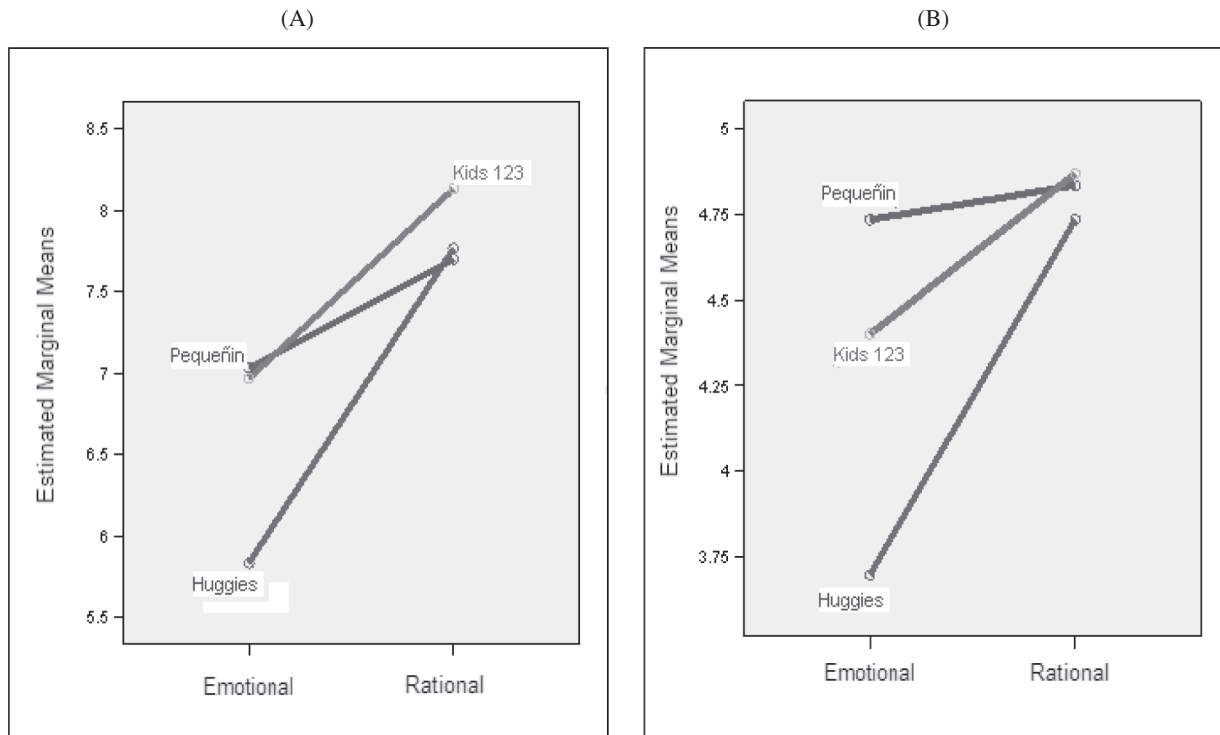 (A)
Estimated Marginal Means
8.5
8
7.5
7
6.5
6
5.5
Kids 123
Pequeñin
Huggies
Emotional Rational
(B)
Estimated Marginal Means
5
4.75
4.5
4.25
4
3.75
Pequeñin
Kids 123
Huggies
Emotional Rational